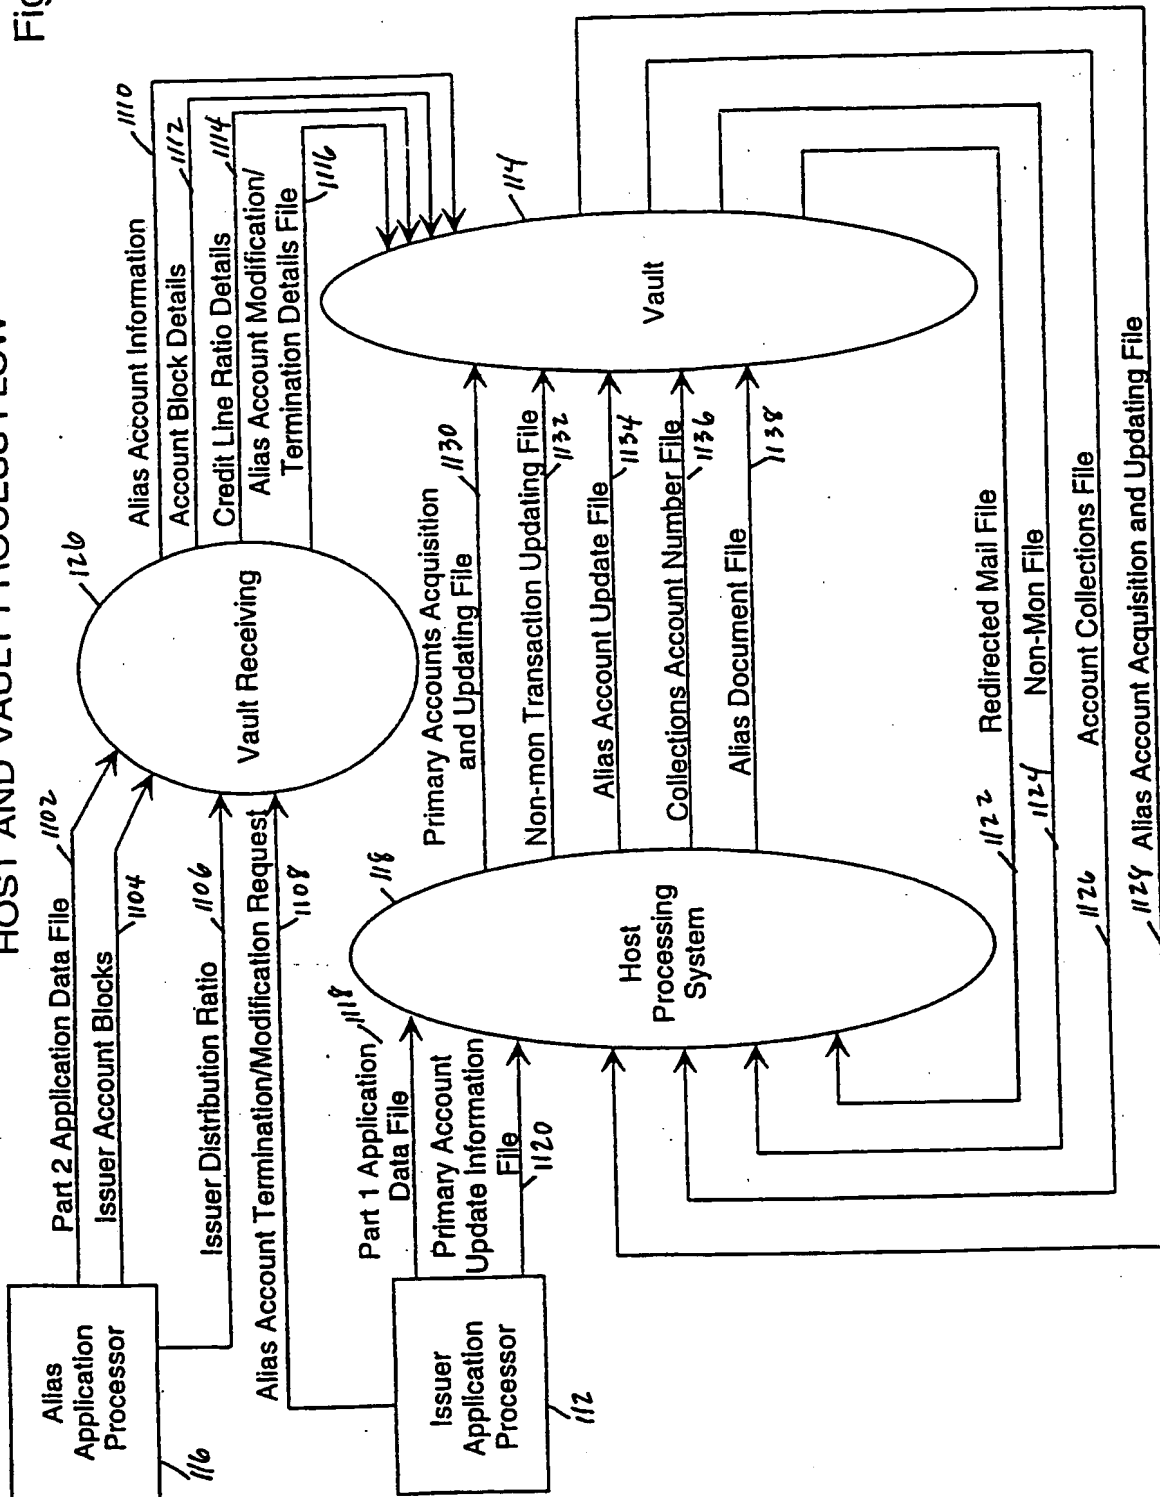 HOST AND VAULT PROCESS FLOW
Fig
Alias
Application
Processor
116
Part 2 Application Data File
1102
Issuer Account Blocks
1104
Issuer Distribution Ratio
1106
Alias Account Termination/Modification Request
1108
Vault Receiving
126
Alias Account Information
1110
Account Block Details
1112
Credit Line Ratio Details
1114
Alias Account Modification/
Termination Details File
1116
Issuer
Application
Processor
112
Part 1 Application
Data File
1118
Primary Account
Update Information
File
1120
Host
Processing
System
118
Primary Accounts Acquisition
and Updating File
1130
Non-mon Transaction Updating File
1132
Alias Account Update File
1134
Collections Account Number File
1136
Alias Document File
1138
Vault
114
Redirected Mail File
1122
Non-Mon File
1124
Account Collections File
1126
Alias Account Acquisition and Updating File
1128